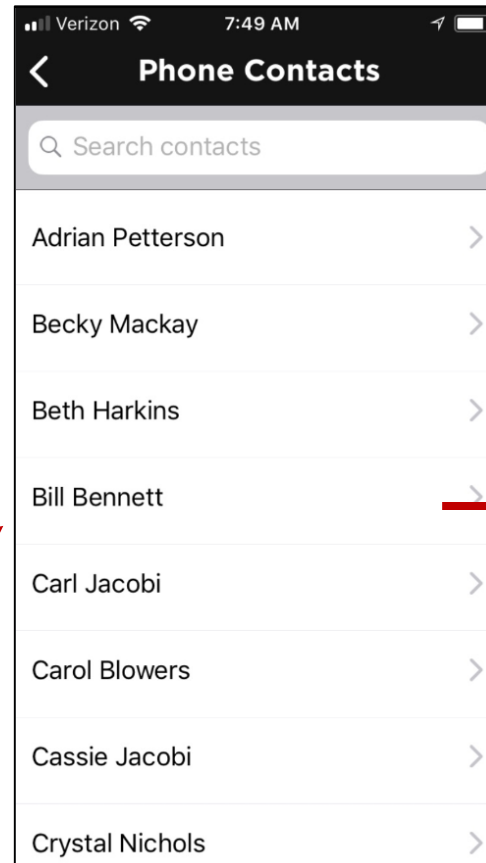 Verizon 7:49 AM
Phone Contacts
Search contacts
Adrian Petterson
Becky Mackay
Beth Harkins
Bill Bennett
Carl Jacobi
Carol Blowers
Cassie Jacobi
Crystal Nichols